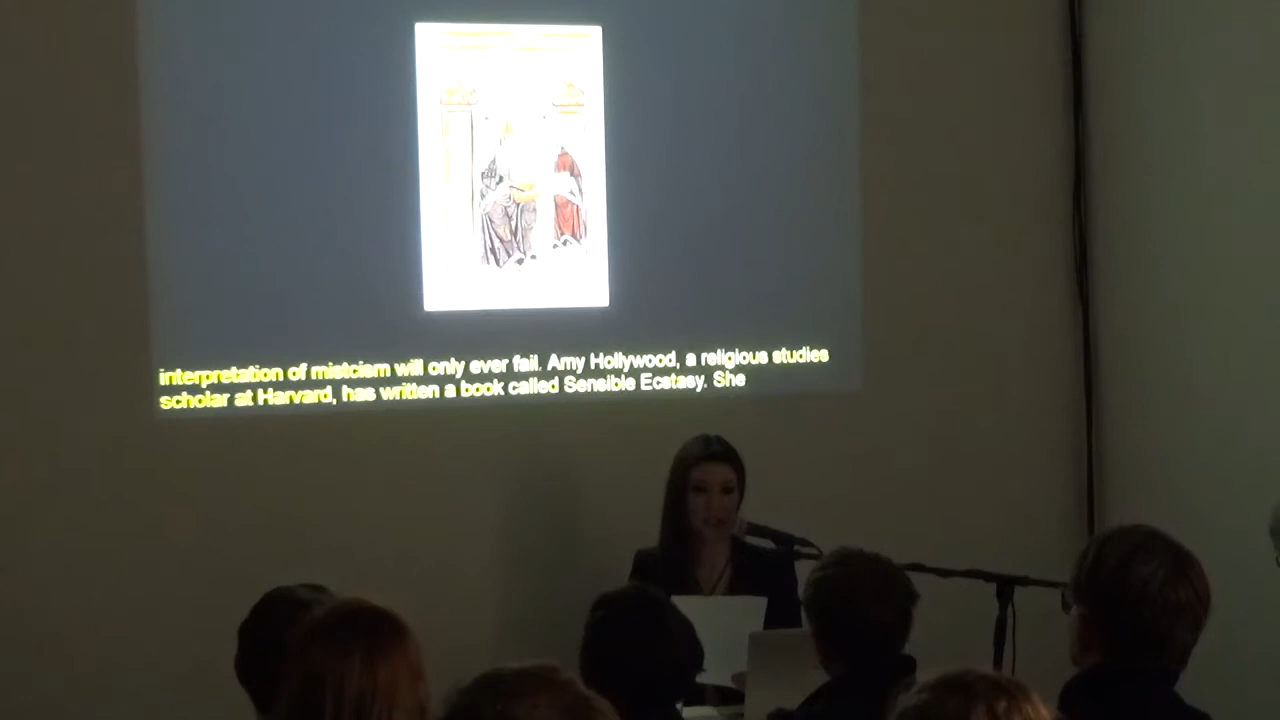 interpretation of mistcism will only ever fail. Amy Hollywood, a religious studies
scholar at Harvard, has written a book called Sensible Ecstasy. She